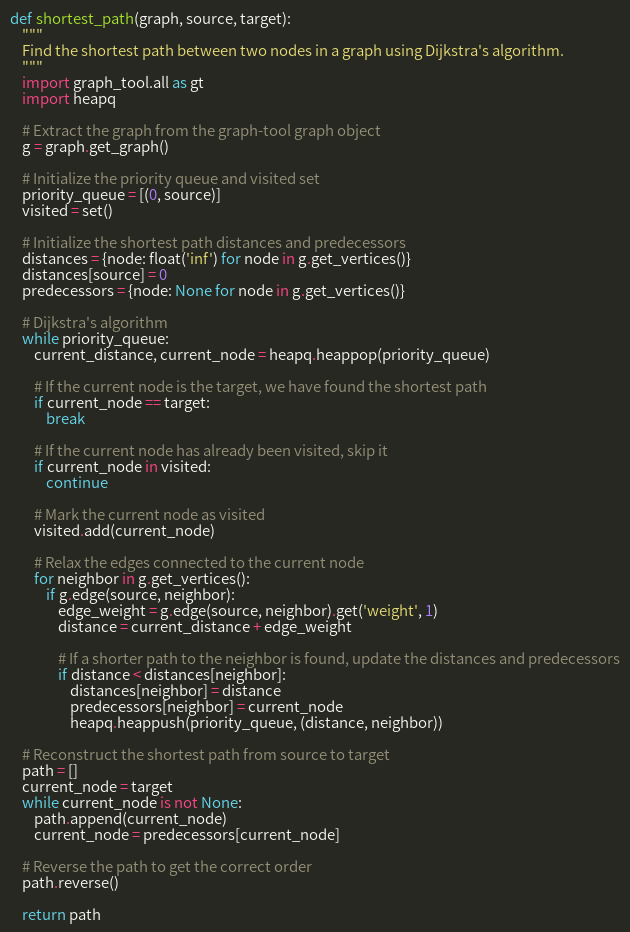 def shortest_path(graph, source, target):
    """
    Find the shortest path between two nodes in a graph using Dijkstra's algorithm.
    """
    import graph_tool.all as gt
    import heapq

    # Extract the graph from the graph-tool graph object
    g = graph.get_graph()

    # Initialize the priority queue and visited set
    priority_queue = [(0, source)]
    visited = set()

    # Initialize the shortest path distances and predecessors
    distances = {node: float('inf') for node in g.get_vertices()}
    distances[source] = 0
    predecessors = {node: None for node in g.get_vertices()}

    # Dijkstra's algorithm
    while priority_queue:
        current_distance, current_node = heapq.heappop(priority_queue)

        # If the current node is the target, we have found the shortest path
        if current_node == target:
            break

        # If the current node has already been visited, skip it
        if current_node in visited:
            continue

        # Mark the current node as visited
        visited.add(current_node)

        # Relax the edges connected to the current node
        for neighbor in g.get_vertices():
            if g.edge(source, neighbor):
                edge_weight = g.edge(source, neighbor).get('weight', 1)
                distance = current_distance + edge_weight

                # If a shorter path to the neighbor is found, update the distances and predecessors
                if distance < distances[neighbor]:
                    distances[neighbor] = distance
                    predecessors[neighbor] = current_node
                    heapq.heappush(priority_queue, (distance, neighbor))

    # Reconstruct the shortest path from source to target
    path = []
    current_node = target
    while current_node is not None:
        path.append(current_node)
        current_node = predecessors[current_node]

    # Reverse the path to get the correct order
    path.reverse()

    return path